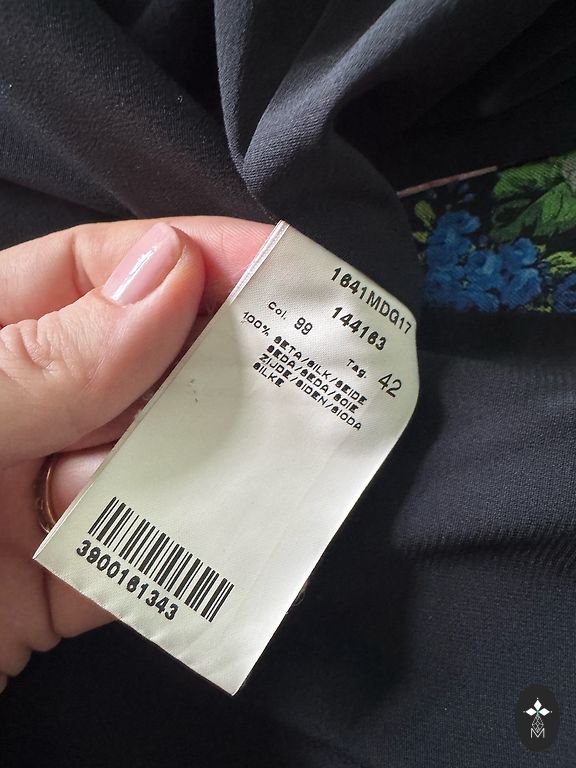 1641MDG17
144163
Col. 99 Tag. 42
100% SETA/SILK/SEIDE
SEDA/SEDA/SOIE
ZIJDE/SIDEN/SIODA
SILKE
3900161343
M